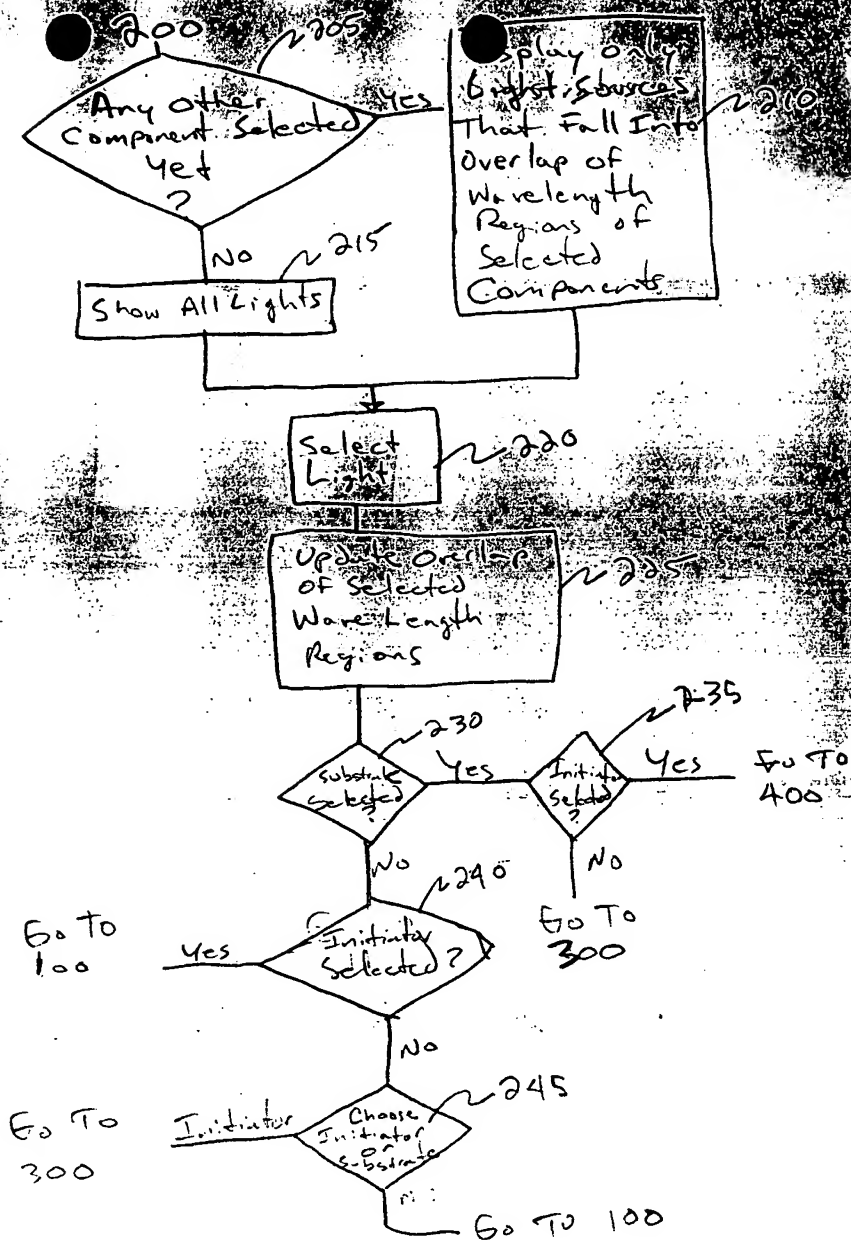 200
205
Any Other
Component Selected
Yet
?
Yes
Display Only
Light Sources
That Fall Into
Overlap of
Wavelength
Regions of
Selected
Components
210
No
215
Show All Lights
Select
Light
220
Update Overlap
Of Selected
Wave Length
Regions
225
230
Substrate
Selected
?
Yes
235
Initiator
Selected
?
Yes
Go To
400
No
Go To
300
No
240
Initiator
Selected?
Yes
Go To
100
No
245
Choose
Initiator
or
Substrate
Initiator
Go To
300
Go To 100